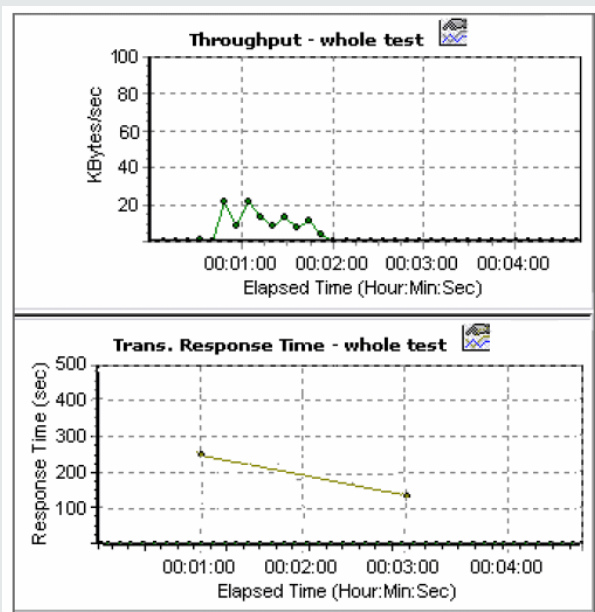 Throughput - whole test
100
80
60
40
20
KBytes/sec
00:01:00 00:02:00 00:03:00 00:04:00
Elapsed Time (Hour:Min:Sec)
Trans. Response Time - whole test
500
400
300
200
100
Response Time (sec)
00:01:00 00:02:00 00:03:00 00:04:00
Elapsed Time (Hour:Min:Sec)